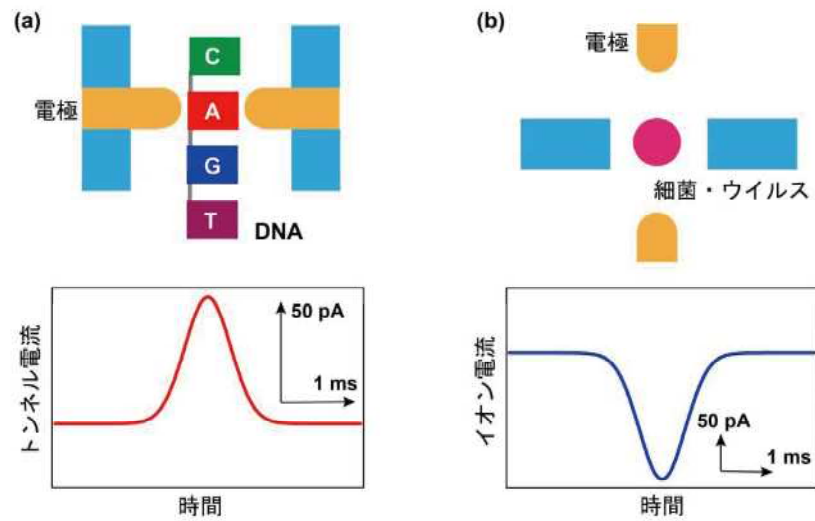 (a)
C
電極
A
G
T
DNA
トンネル電流
50 pA
1 ms
時間
(b)
電極
細菌・ウイルス
イオン電流
50 pA
1 ms
時間